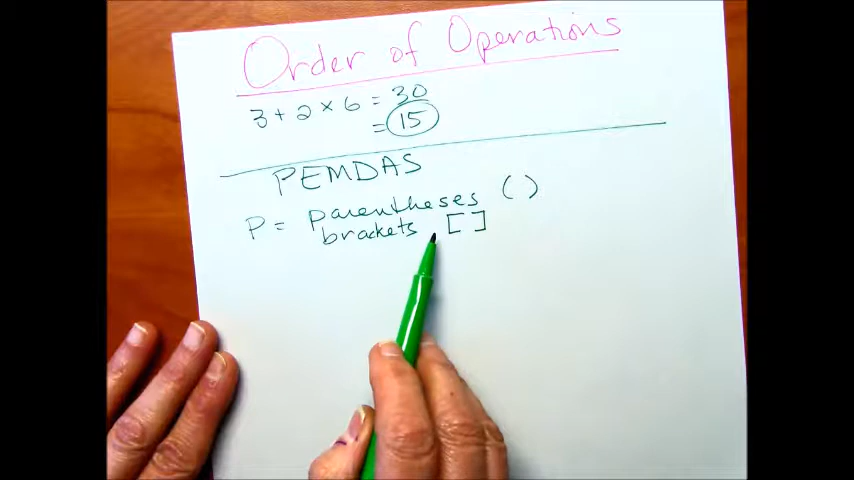 Order of Operations
3 + 2 × 6 = 30
= 15
PEMDAS
P = parentheses ( )
brackets [ ]